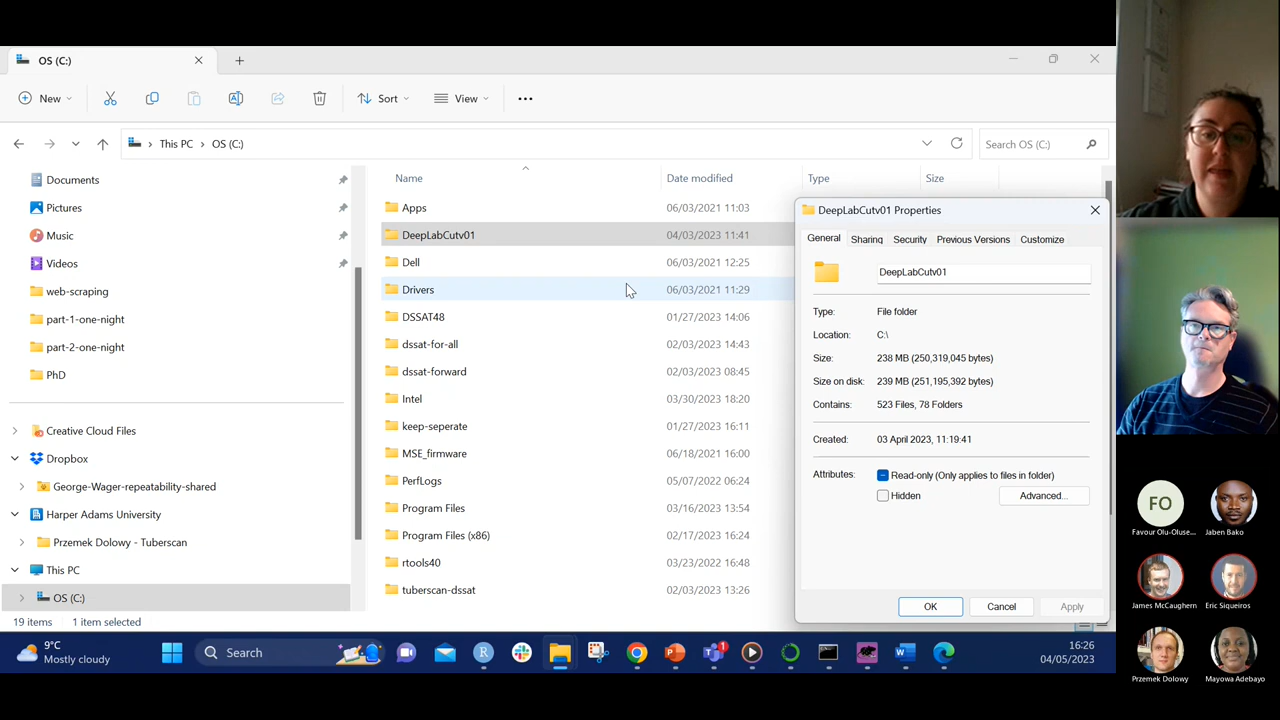 OS (C:)
New
Sort
View
This PC
OS (C:)
Search OS (C:)
Documents
Pictures
Music
Videos
web-scraping
part-1-one-night
part-2-one-night
PhD
Creative Cloud Files
Dropbox
George-Wager-repeatability-shared
Harper Adams University
Przemek Dolowy - Tuberscan
This PC
OS (C:)
19 items
1 item selected
Name
Date modified
Type
Size
Apps 06/03/2021 11:03
DeepLabCutv01 04/03/2023 11:41
Dell 06/03/2021 12:25
Drivers 06/03/2021 11:29
DSSAT48 01/27/2023 14:06
dssat-for-all 02/03/2023 14:43
dssat-forward 02/03/2023 08:45
Intel 03/30/2023 18:20
keep-seperate 01/27/2023 16:11
MSE_firmware 06/18/2021 16:00
PerfLogs 05/07/2022 06:24
Program Files 03/16/2023 13:54
Program Files (x86) 02/17/2023 16:24
rtools40 03/23/2022 16:48
tuberscan-dssat 02/03/2023 13:26
DeepLabCutv01 Properties
General Sharing Security Previous Versions Customize
DeepLabCutv01
Type: File folder
Location: C:\
Size: 238 MB (250,319,045 bytes)
Size on disk: 239 MB (251,195,392 bytes)
Contains: 523 Files, 78 Folders
Created: 03 April 2023, 11:19:41
Attributes: Read-only (Only applies to files in folder)
Hidden
Advanced...
OK Cancel Apply
9°C
Mostly cloudy
Search
1
16:26
04/05/2023
FO
Favour Olu-Oluse...
Jaben Bako
James McCaughern
Eric Siqueiros
Przemek Dolowy
Mayowa Adebayo